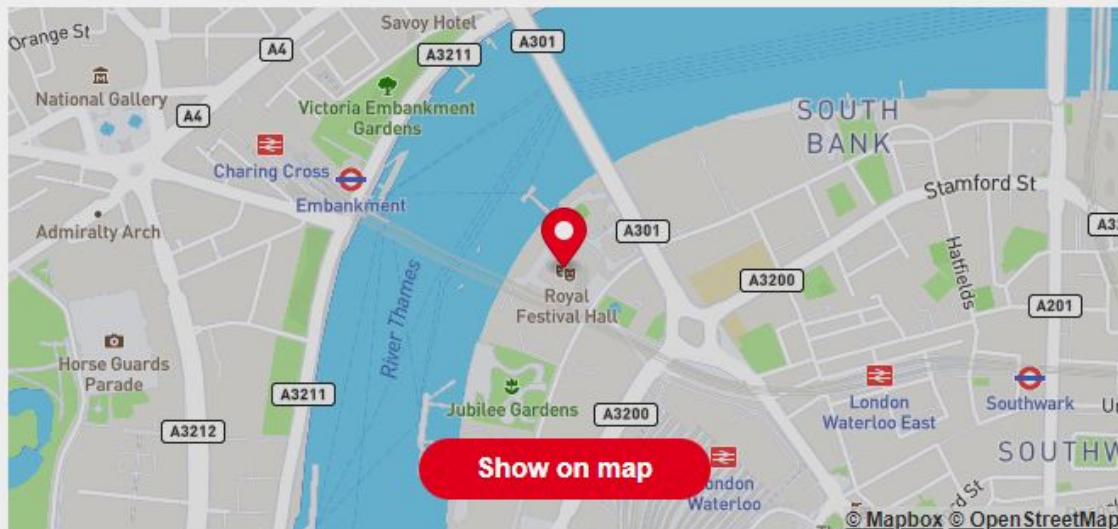 Orange St
Savoy Hotel
A4
A3211
A301
National Gallery
A4
Victoria Embankment
Gardens
SOUTH
BANK
Charing Cross
Embankment
Stamford St
Admiralty Arch
A301
River Thames
Hatfields
A3200
Royal
Festival Hall
A201
Horse Guards
Parade
A3211
Jubilee Gardens
London
Waterloo East
Southwark
A3200
A3212
Show on map
London
Waterloo
© Mapbox © OpenStreetMap